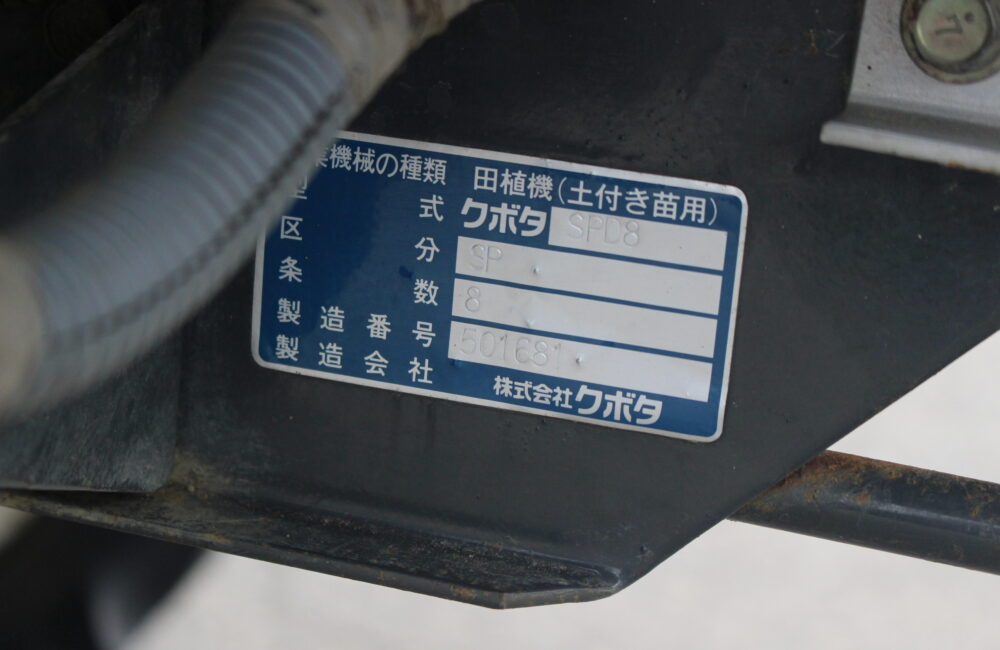 業機械の種類 田植機(土付き苗用)
型式 クボタ SPD8
区分 SP
条数 8
製造番号 501681
製造会社 株式会社クボタ